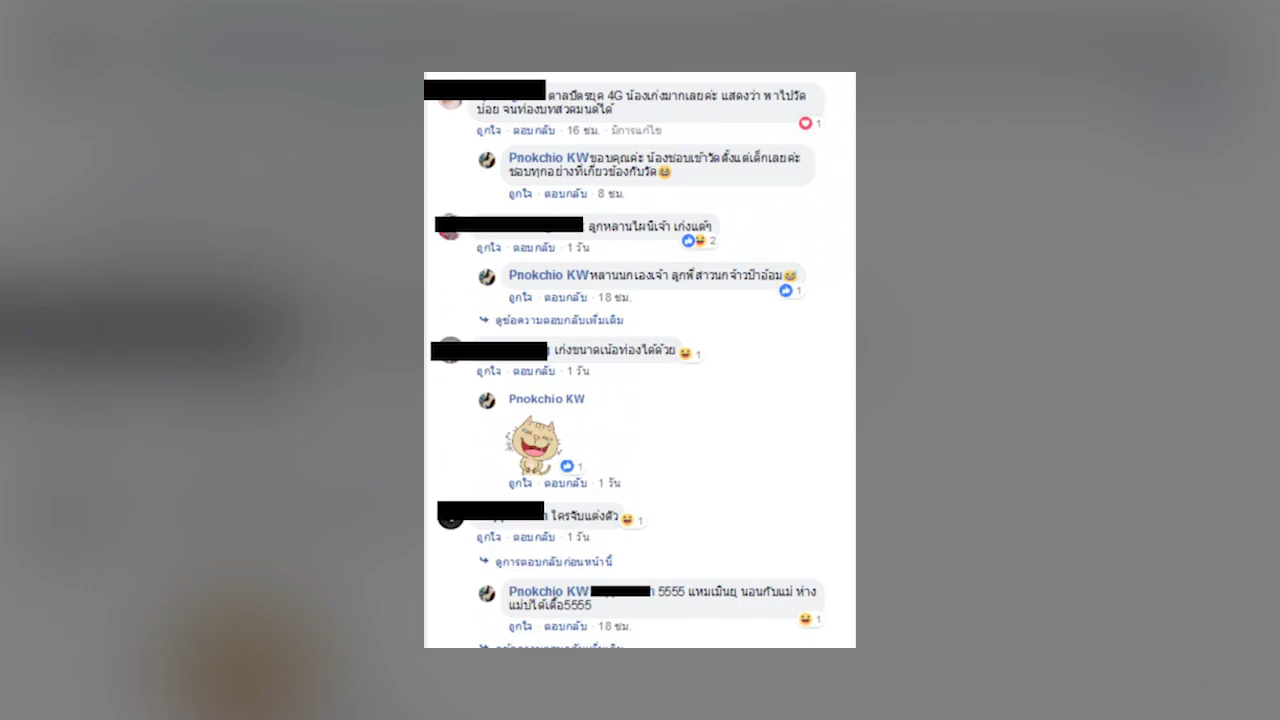 ตาลปัตรยุค 4G น้องเก่งมากเลยค่ะ แสดงว่า พาไปวัด
บ่อย จนท่องบทสวดมนต์ได้
ถูกใจ · ตอบกลับ · 16 ชม. · มีการแก้ไข
1
Pnokchio KWขอบคุณค่ะ น้องชอบเข้าวัดตั้งแต่เด็กเลยค่ะ
ชอบทุกอย่างที่เกี่ยวข้องกับวัด😂
ถูกใจ · ตอบกลับ · 8 ชม.
ลูกหลานไผนิเจ้า เก่งแต้ๆ
2
ถูกใจ · ตอบกลับ · 1 วัน
Pnokchio KWหลานนกเองเจ้า ลูกพี่สาวนกจ้าวป้าอ้อม😂
1
ถูกใจ · ตอบกลับ · 18 ชม.
ดูข้อความตอบกลับเพิ่มเติม
เก่งขนาดเน้อท่องได้ด้วย
1
ถูกใจ · ตอบกลับ · 1 วัน
Pnokchio KW
1
ถูกใจ · ตอบกลับ · 1 วัน
ใครจับแต่งตัว
1
ถูกใจ · ตอบกลับ · 1 วัน
ดูการตอบกลับก่อนหน้านี้
Pnokchio KW 5555 แหมเมินยุ นอนกับแม่ ห่าง
แม่บ่ได้เตื้อ5555
1
ถูกใจ · ตอบกลับ · 18 ชม.